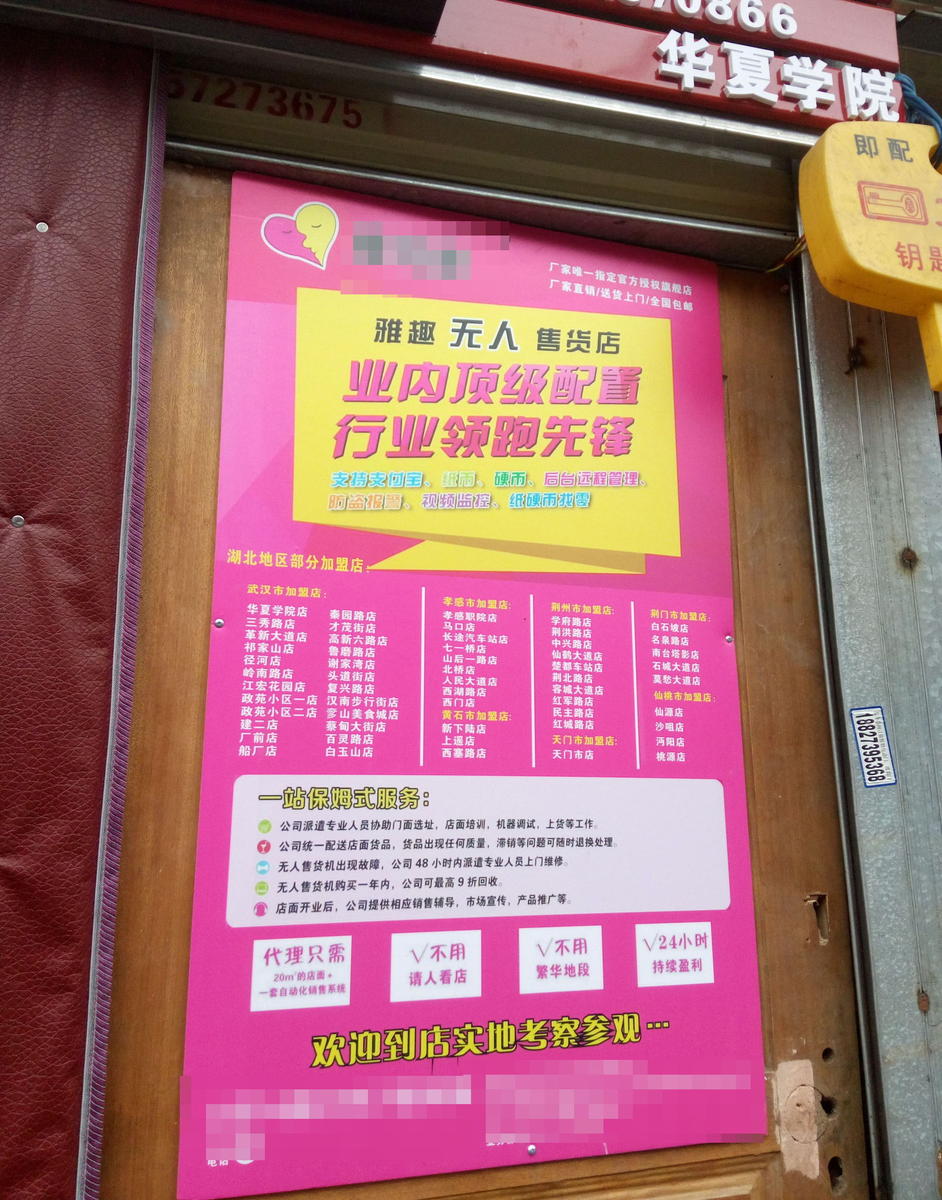 70866
华夏学院
67273675
即配
钥匙
厂家唯一指定官方授权旗舰店
厂家直销/送货上门/全国包邮
雅趣 无人 售货店
业内顶级配置
行业领跑先锋
支持支付宝、纸币、硬币、后台远程管理、
防盗报警、视频监控、纸硬币找零
湖北地区部分加盟店:
武汉市加盟店:
华夏学院店
三秀路店
革新大道店
祁家山店
径河店
岭南路店
江宏花园店
政苑小区一店
政苑小区二店
建二店
厂前店
船厂店
秦园路店
才茂街店
高新六路店
鲁磨路店
谢家湾店
头道街店
复兴路店
汉南步行街店
奓山美食城店
蔡甸大街店
百灵路店
白玉山店
孝感市加盟店:
孝感职院店
马口店
长途汽车站店
七一桥店
山后一路店
北桥店
人民大道店
西湖路店
西门店
黄石市加盟店:
新下陆店
上遥店
西塞路店
荆州市加盟店:
学府路店
荆洪路店
中兴路店
仙鹤大道店
楚都车站店
荆北路店
容城大道店
红军路店
民主路店
红城路店
天门市加盟店:
天门市店
荆门市加盟店:
白石坡店
名泉路店
南台塔影店
石城大道店
莫愁大道店
仙桃市加盟店:
仙源店
沙咀店
沔阳店
桃源店
18827395368
一站保姆式服务:
公司派遣专业人员协助门面选址，店面培训，机器调试，上货等工作。
公司统一配送店面货品，货品出现任何质量，滞销等问题可随时退换处理。
无人售货机出现故障，公司 48 小时内派遣专业人员上门维修。
无人售货机购买一年内，公司可最高 9 折回收。
店面开业后，公司提供相应销售辅导，市场宣传，产品推广等。
代理只需
20m²的店面 +
一套自动化销售系统
√不用
请人看店
√不用
繁华地段
√24小时
持续盈利
欢迎到店实地考察参观…
电话